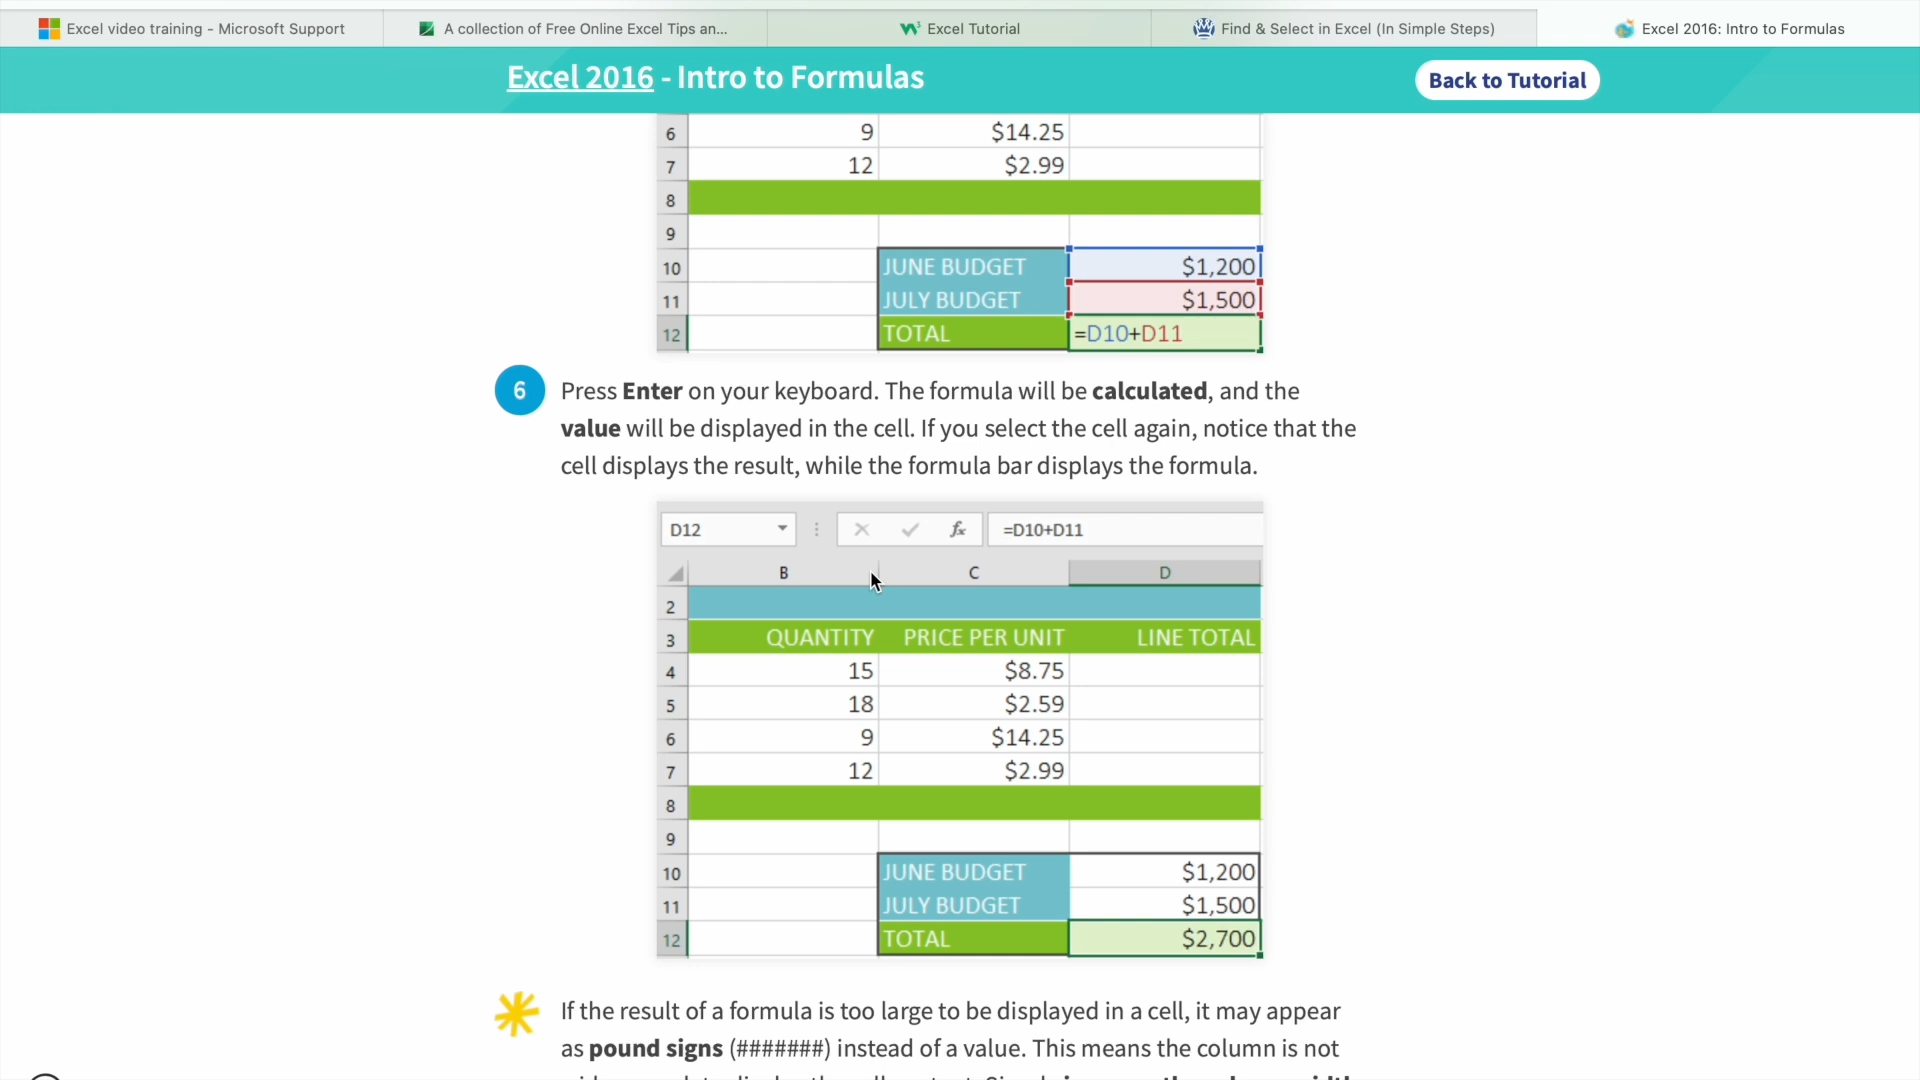 Excel video training - Microsoft Support
A collection of Free Online Excel Tips an...
Excel Tutorial
Find & Select in Excel (In Simple Steps)
Excel 2016: Intro to Formulas
Excel 2016 - Intro to Formulas
Back to Tutorial
6 9 $14.25
7 12 $2.99
8
9
10 JUNE BUDGET $1,200
11 JULY BUDGET $1,500
12 TOTAL =D10+D11
6 Press Enter on your keyboard. The formula will be calculated, and the
value will be displayed in the cell. If you select the cell again, notice that the
cell displays the result, while the formula bar displays the formula.
D12 fx =D10+D11
B C D
2
3 QUANTITY PRICE PER UNIT LINE TOTAL
4 15 $8.75
5 18 $2.59
6 9 $14.25
7 12 $2.99
8
9
10 JUNE BUDGET $1,200
11 JULY BUDGET $1,500
12 TOTAL $2,700
If the result of a formula is too large to be displayed in a cell, it may appear
as pound signs (#######) instead of a value. This means the column is not